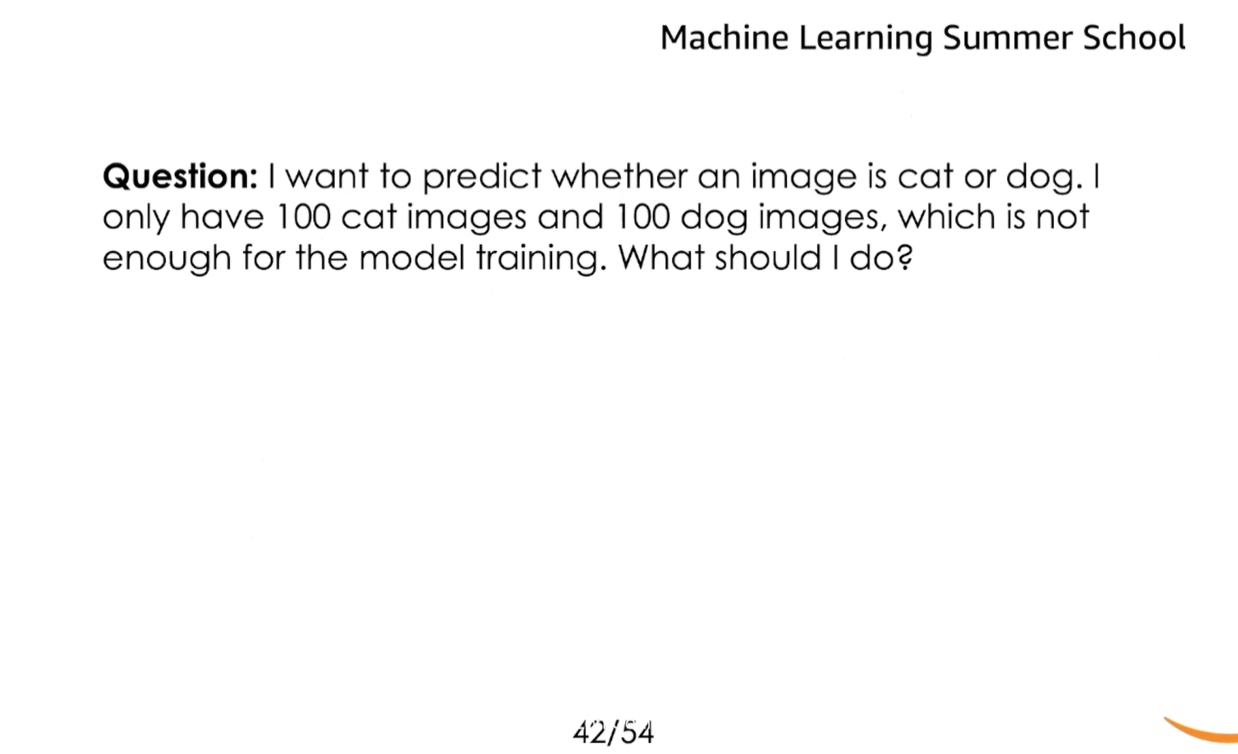 Machine Learning Summer School
Question: I want to predict whether an image is cat or dog. I
only have 100 cat images and 100 dog images, which is not
enough for the model training. What should I do?
42/54